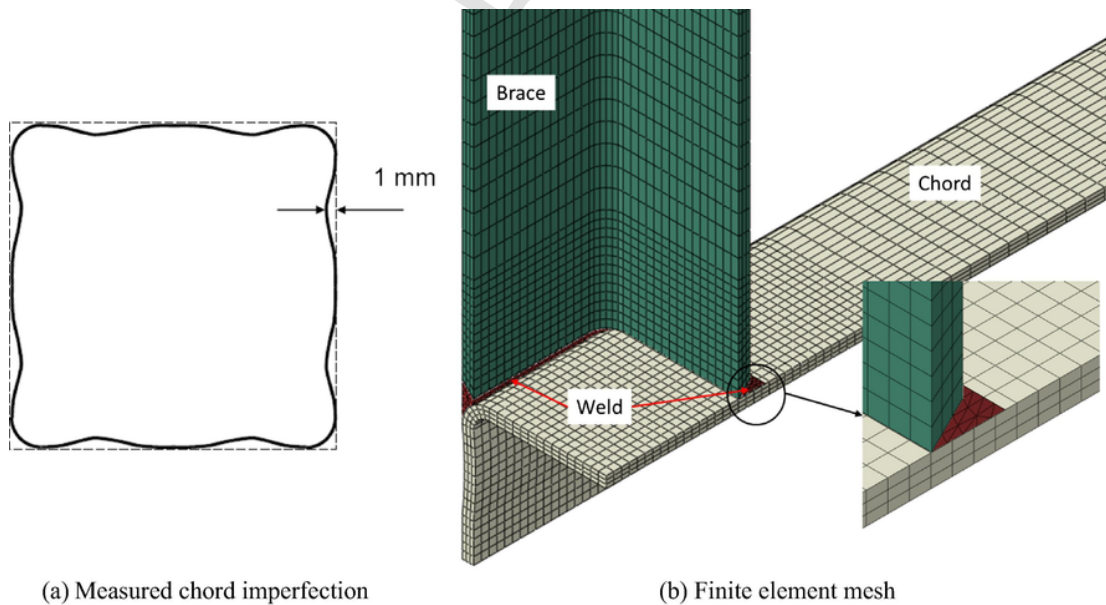 1 mm
Brace
Chord
Weld
(a) Measured chord imperfection
(b) Finite element mesh